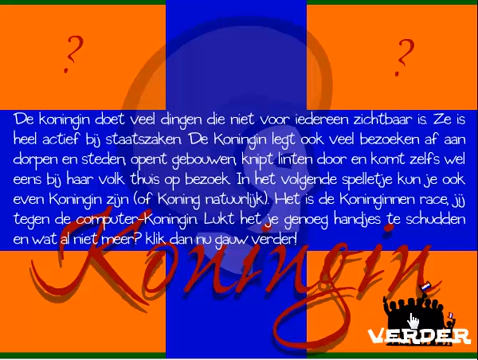 ?
?
De koningin doet veel dingen die niet voor iedereen zichtbaar is. Ze is
heel actief bij staatszaken. De Koningin legt ook veel bezoeken af aan
dorpen en steden, opent gebouwen, knipt linten door en komt zelfs wel
eens bij haar volk thuis op bezoek. In het volgende spelletje kun je ook
even Koningin zijn (of Koning natuurlijk). Het is de Koninginnen race, jij
tegen de computer-Koningin. Lukt het je genoeg handjes te schudden
en wat al niet meer? klik dan nu gauw verder!
Koningin
VERDER